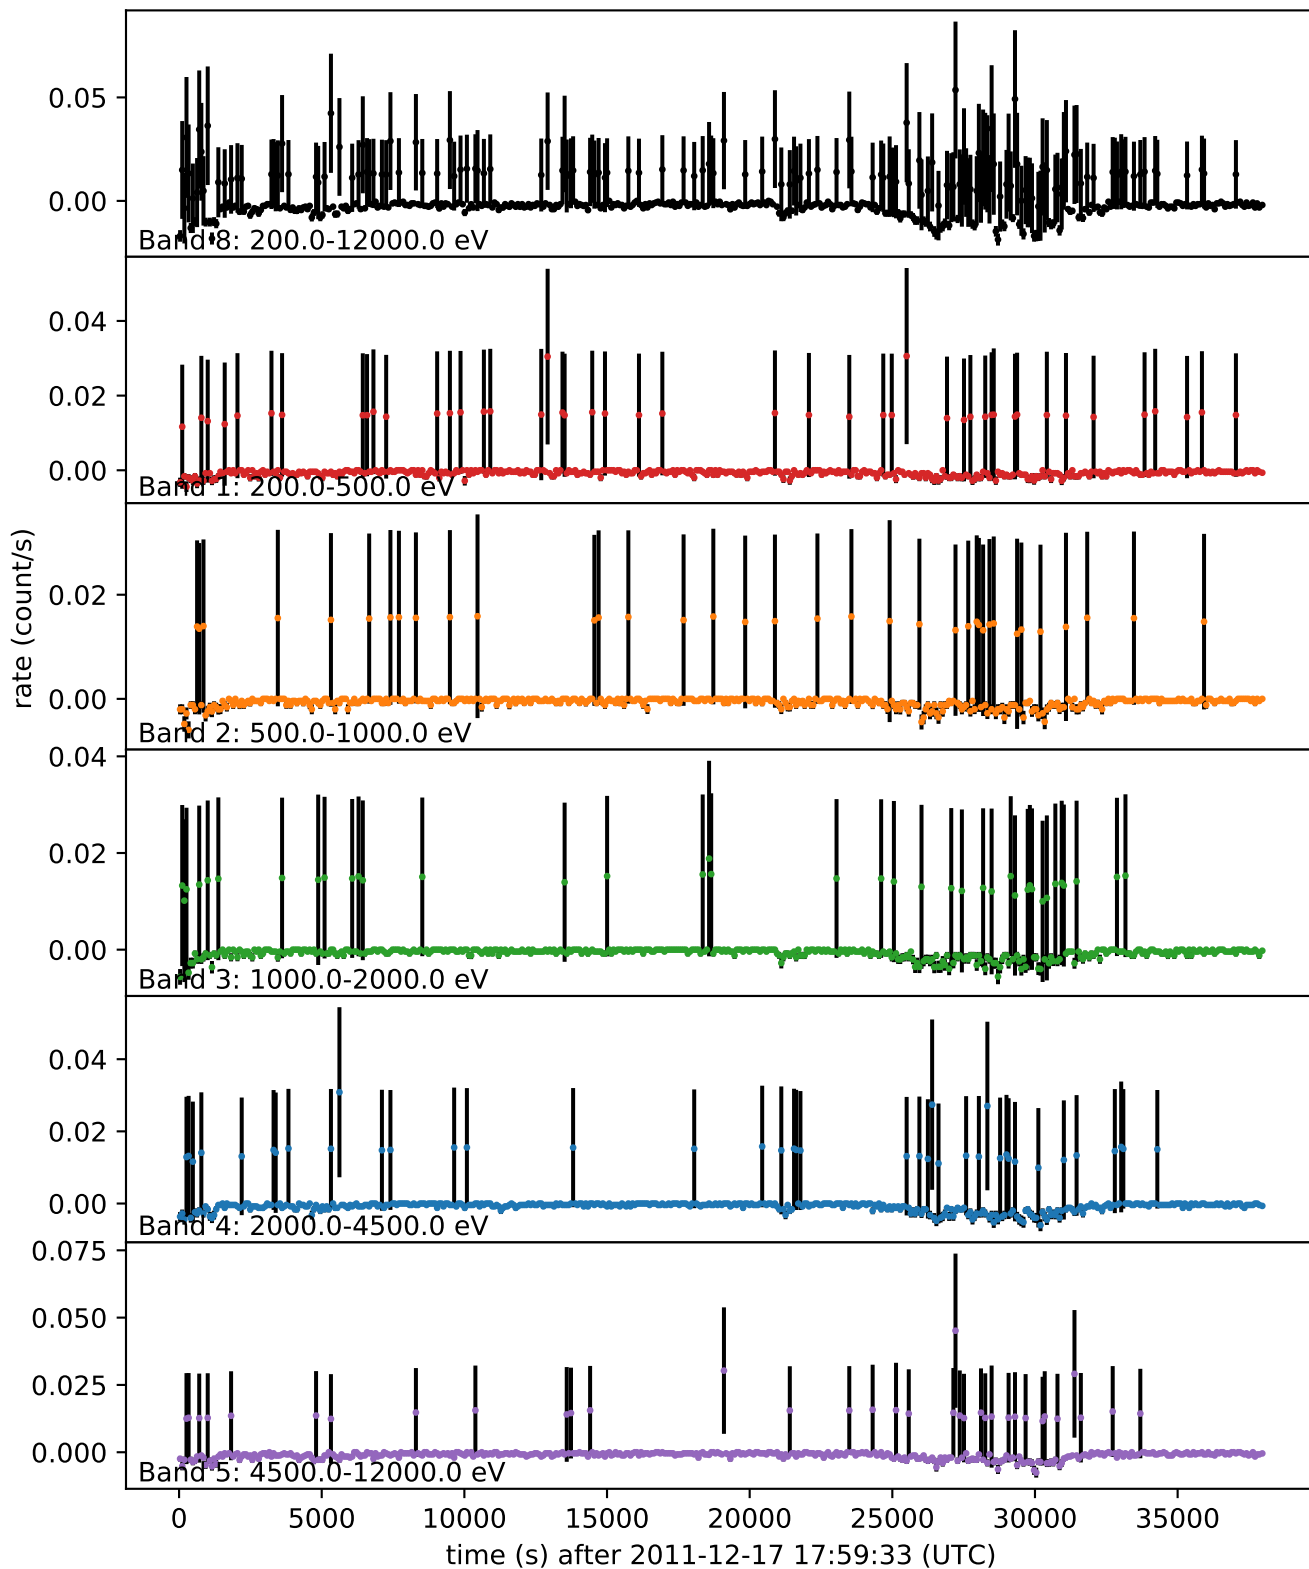 0.05
0.00
Band 8: 200.0-12000.0 eV
0.04
0.02
0.00
Band 1: 200.0-500.0 eV
rate (count/s)
0.02
0.00
Band 2: 500.0-1000.0 eV
0.04
0.02
0.00
Band 3: 1000.0-2000.0 eV
0.04
0.02
0.00
Band 4: 2000.0-4500.0 eV
0.075
0.050
0.025
0.000
Band 5: 4500.0-12000.0 eV
0 5000 10000 15000 20000 25000 30000 35000
time (s) after 2011-12-17 17:59:33 (UTC)